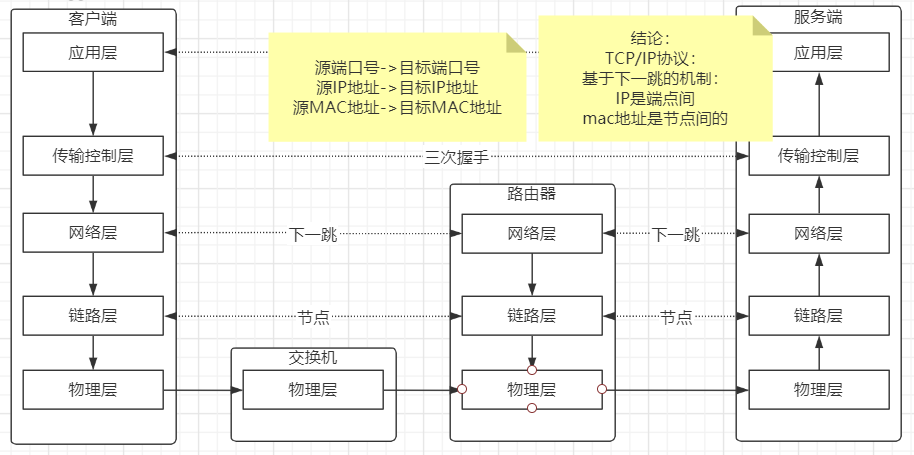 客户端
应用层
传输控制层
网络层
链路层
物理层
源端口号->目标端口号
源IP地址->目标IP地址
源MAC地址->目标MAC地址
结论：
TCP/IP协议：
基于下一跳的机制：
IP是端点间
mac地址是节点间的
三次握手
下一跳
节点
交换机
物理层
路由器
网络层
链路层
物理层
下一跳
节点
服务端
应用层
传输控制层
网络层
链路层
物理层